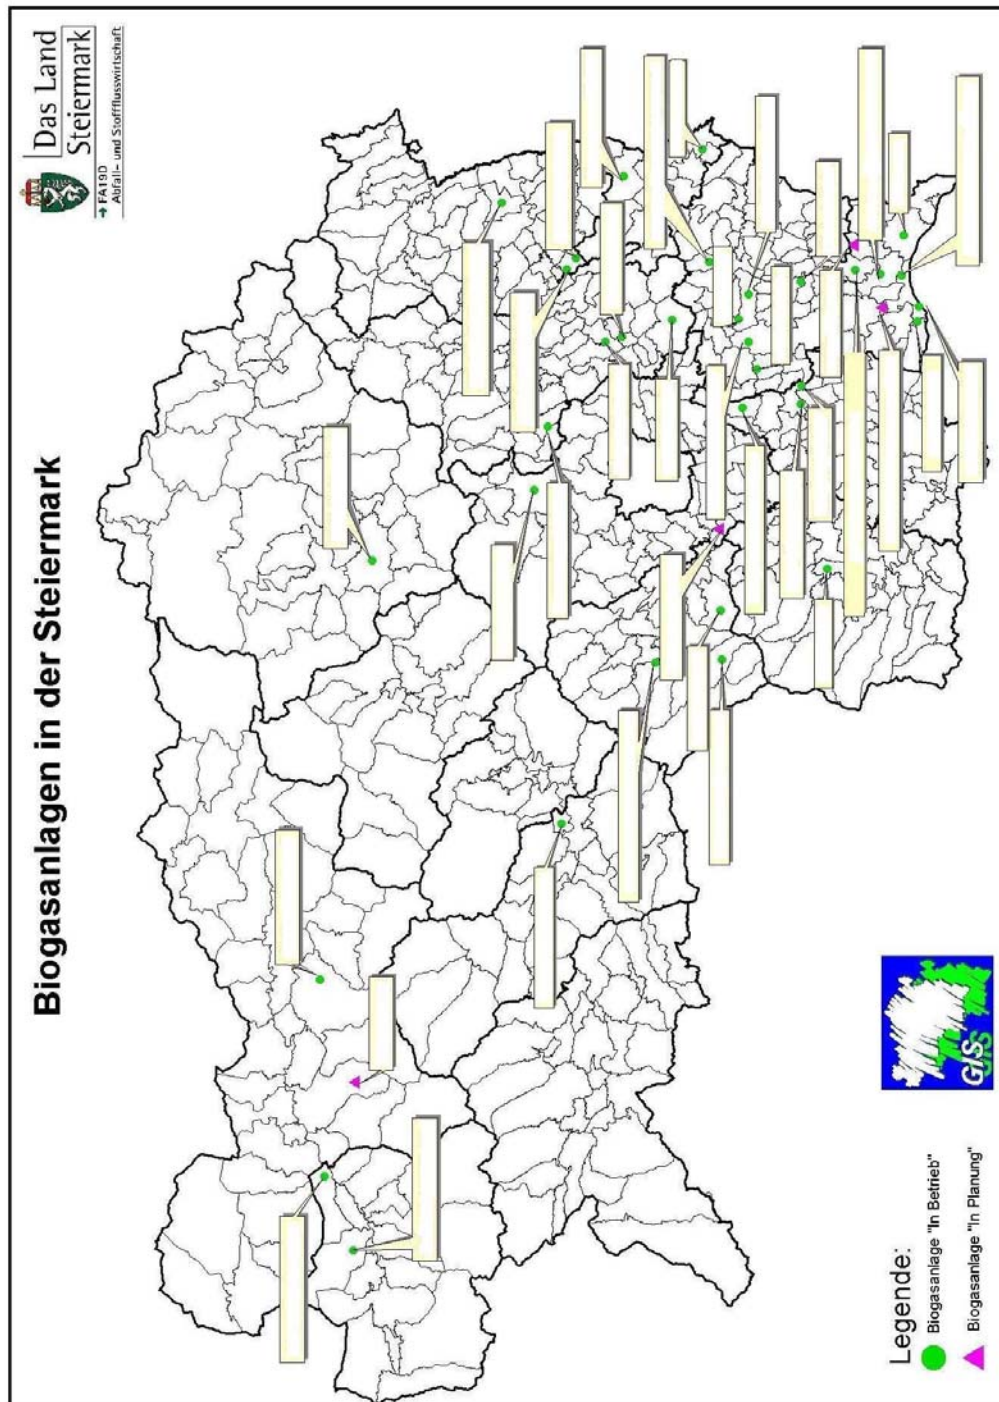 Biogasanlagen in der Steiermark
Das Land
Steiermark
➔ FA19D
Abfall- und Stoffflusswirtschaft
Legende:
Biogasanlage "In Betrieb"
Biogasanlage "In Planung"
GIS
GIS